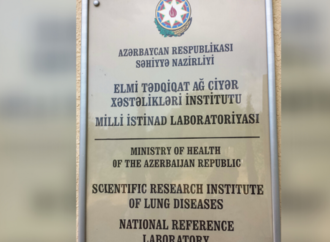 AZƏRBAYCAN RESPUBLİKASI
SƏHİYYƏ NAZİRLİYİ
ELMİ TƏDQİQAT AĞ CİYƏR
XƏSTƏLİKLƏRİ İNSTİTUTU
MİLLİ İSTİNAD LABORATORİYASI
MINISTRY OF HEALTH
OF THE AZERBAIJAN REPUBLIC
SCIENTIFIC RESEARCH INSTITUTE
OF LUNG DISEASES
NATIONAL REFERENCE
LABORATORY